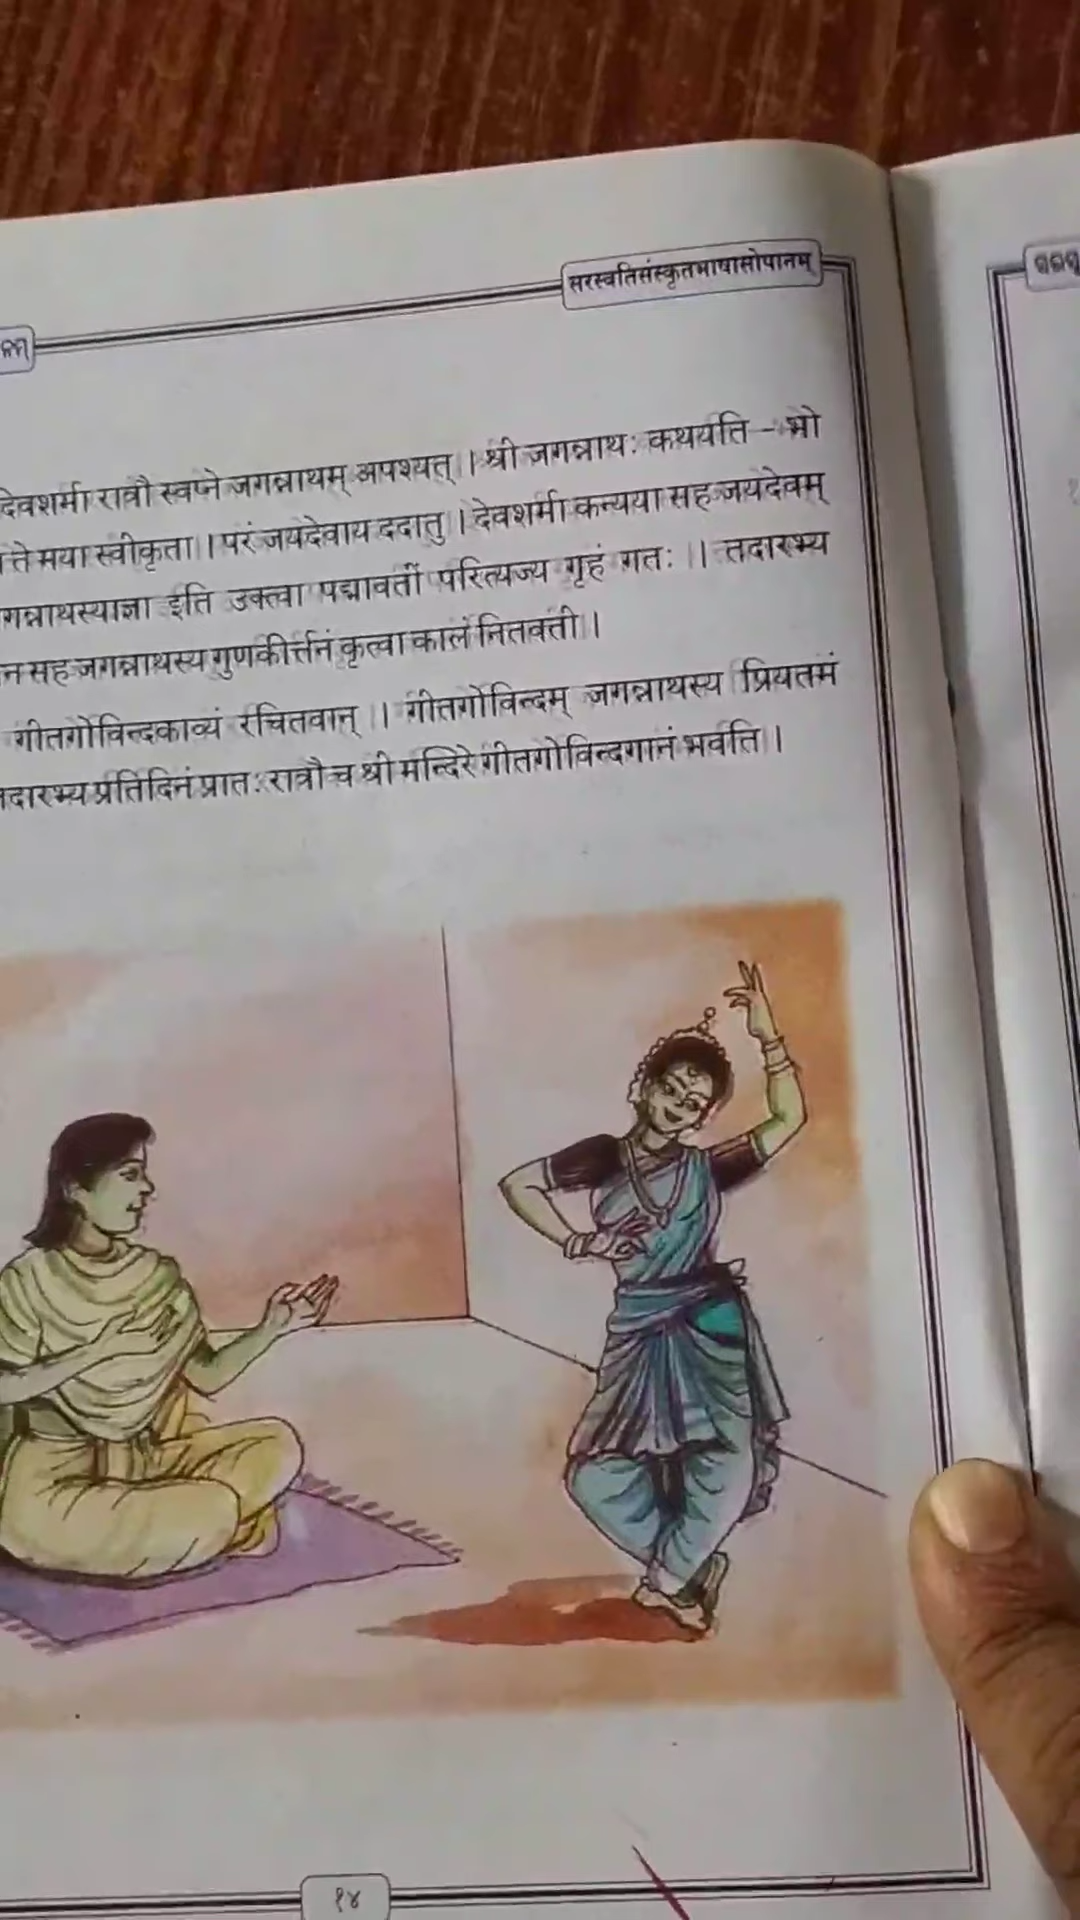 सरस्वतिसंस्कृतभाषासोपानम्
देवशर्मा रात्रौ स्वप्ने जगन्नाथम् अपश्यत् । श्री जगन्नाथः कथयति - भो
ते मया स्वीकृता । परं जयदेवाय ददातु । देवशर्मी कन्यया सह जयदेवम्
गन्नाथस्याज्ञा इति उक्त्वा पद्मावतीं परित्यज्य गृहं गतः ।। तदारभ्य
न सह जगन्नाथस्य गुणकीर्त्तनं कृत्वा कालं नितवती ।
गीतगोविन्दकाव्यं रचितवान् ।। गीतगोविन्दम् जगन्नाथस्य प्रियतमं
दारभ्य प्रतिदिनं प्रातः रात्रौ च श्री मन्दिरे गीतगोविन्दगानं भवति ।
१४